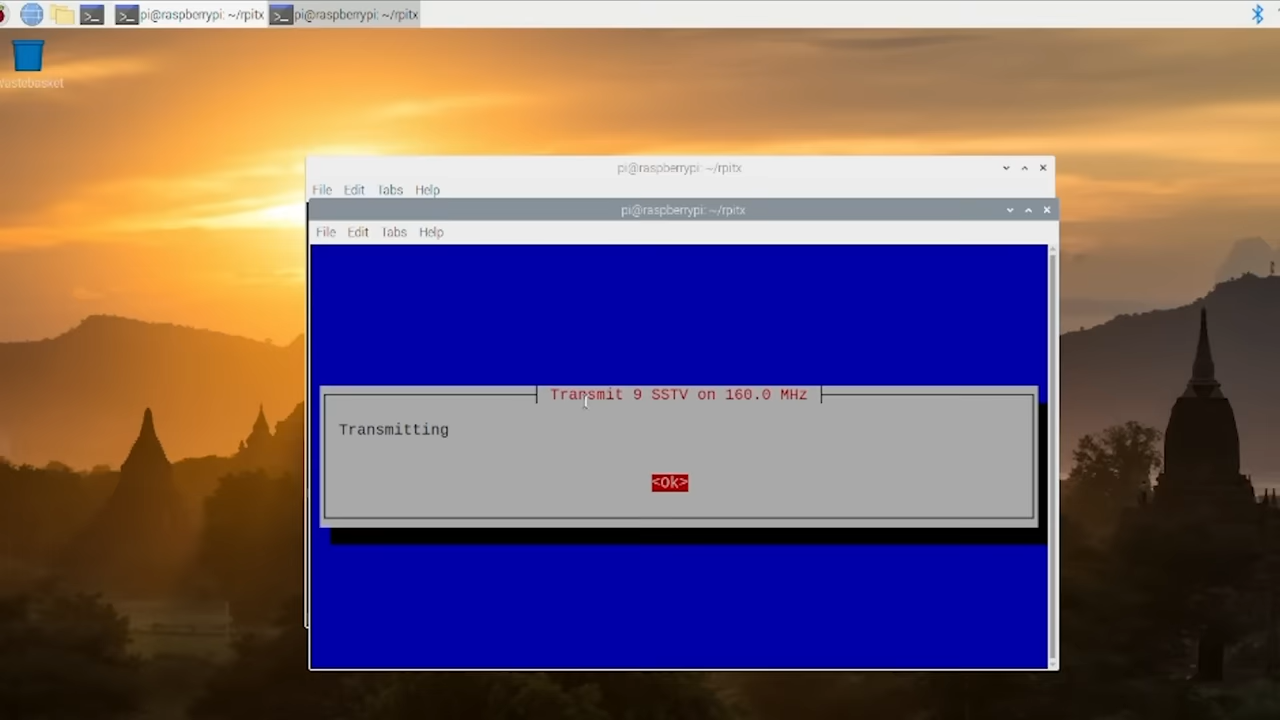 pi@raspberrypi: ~/rpitx
pi@raspberrypi: ~/rpitx
Wastebasket
pi@raspberrypi: ~/rpitx
File Edit Tabs Help
pi@raspberrypi: ~/rpitx
File Edit Tabs Help
Transmit 9 SSTV on 160.0 MHz
Transmitting
<Ok>